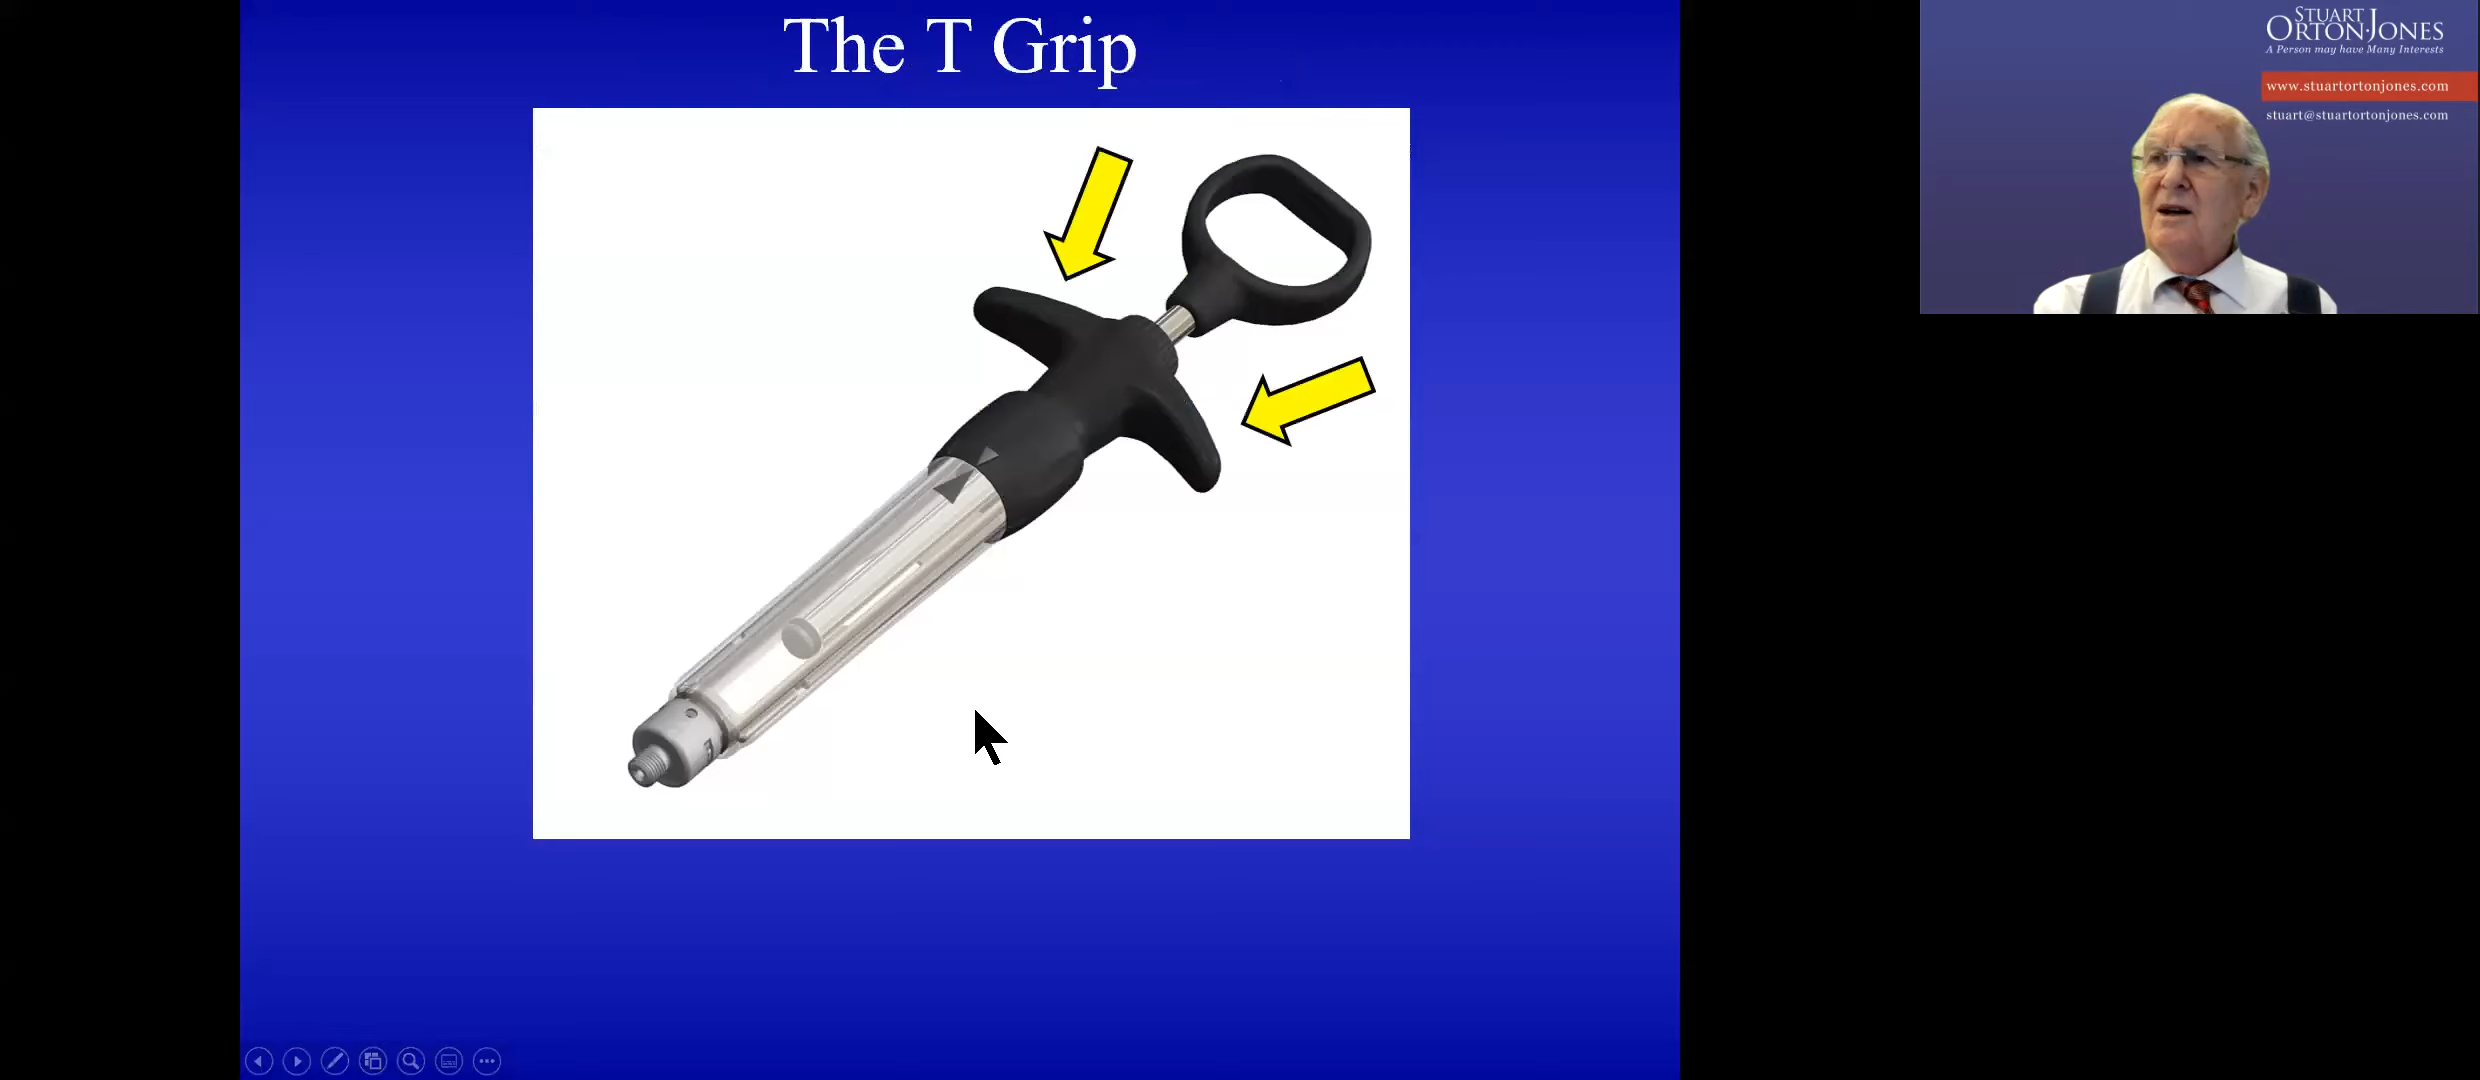 The T Grip
STUART
ORTON-JONES
A Person may have Many Interests
www.stuartortonjones.com
stuart@stuartortonjones.com